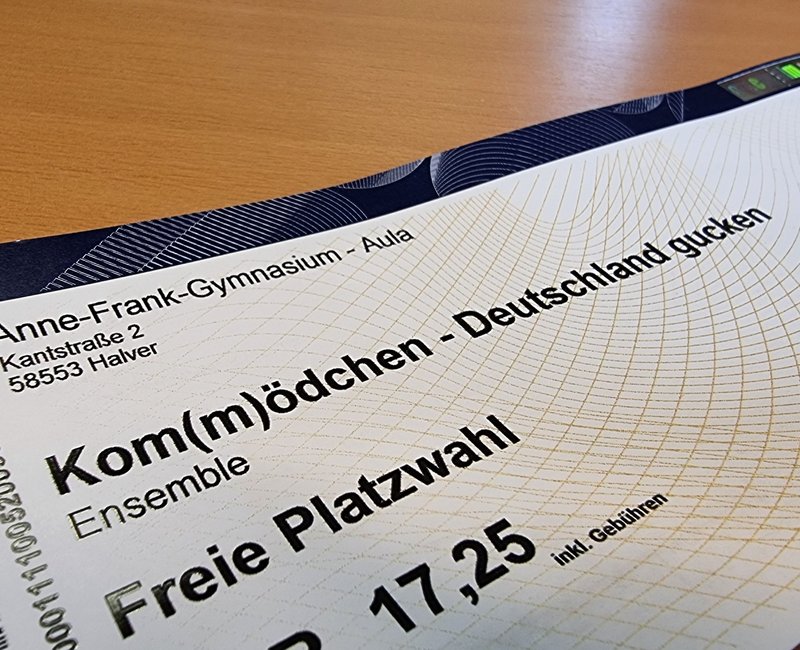 Anne-Frank-Gymnasium - Aula
Kantstraße 2
58553 Halver
Kom(m)ödchen - Deutschland gucken
Ensemble
Freie Platzwahl
17,25 inkl. Gebühren